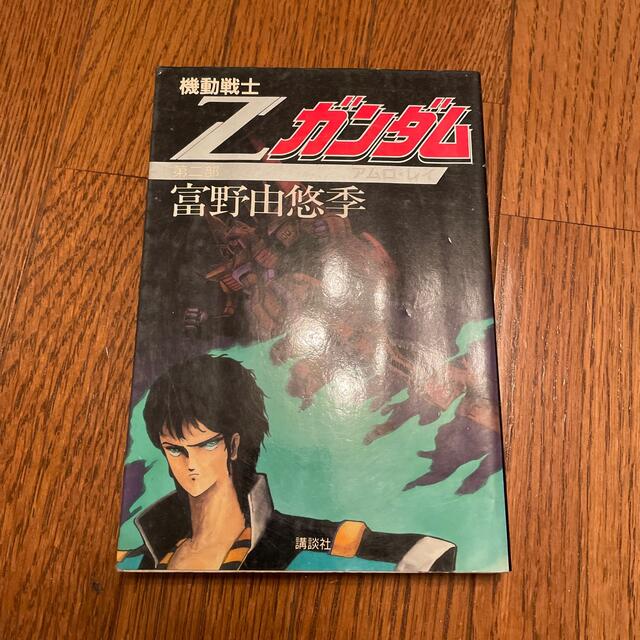 機動戦士
Zガンダム
第二部 アムロ・レイ
富野由悠季
講談社